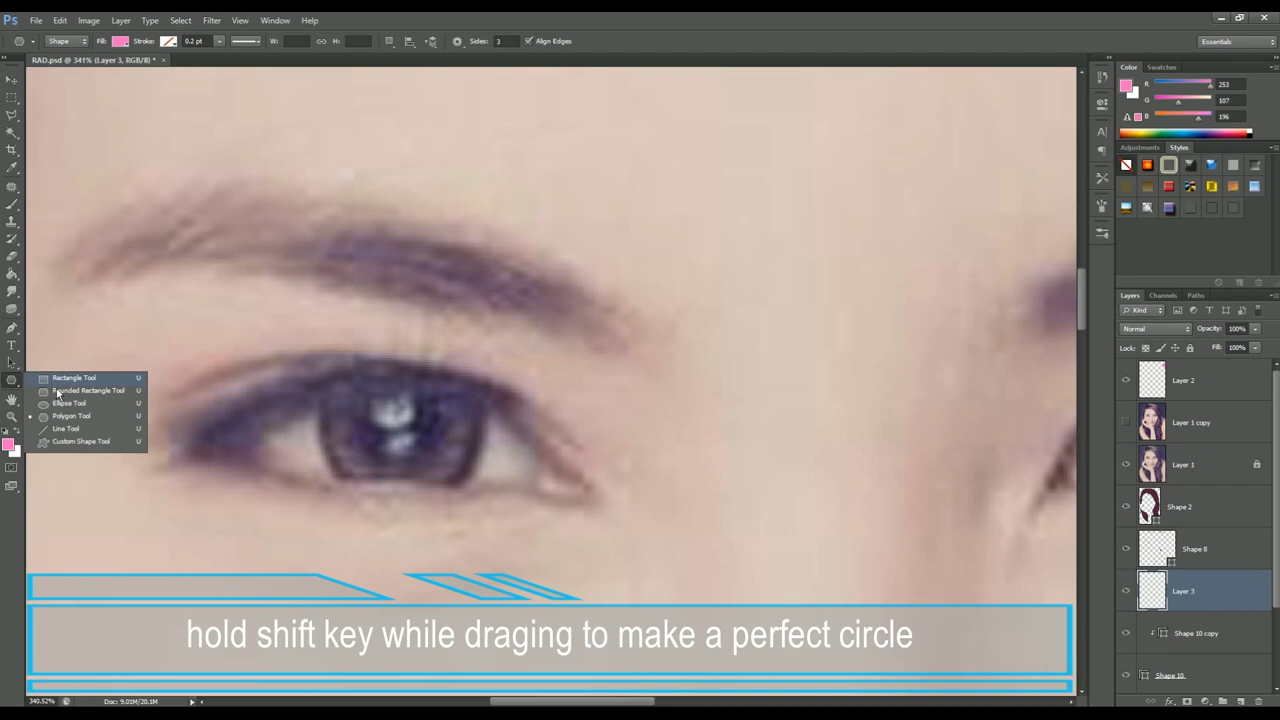 Ps File Edit Image Layer Type Select Filter View Window Help
Shape Fill: Stroke: 0.2 pt W: H: Sides: 3 Align Edges Essentials
RAD.psd @ 341% (Layer 3, RGB/8) * ×
Color Swatches
R 253
G 107
B 196
Adjustments Styles
Rectangle Tool U
Rounded Rectangle Tool U
Ellipse Tool U
Polygon Tool U
Line Tool U
Custom Shape Tool U
Layers Channels Paths
Kind
Normal Opacity: 100%
Lock: Fill: 100%
Layer 2
Layer 1 copy
Layer 1
Shape 2
Shape 8
Layer 3
Shape 10 copy
Shape 10
hold shift key while draging to make a perfect circle
340.52% Doc: 9.01M/20.1M